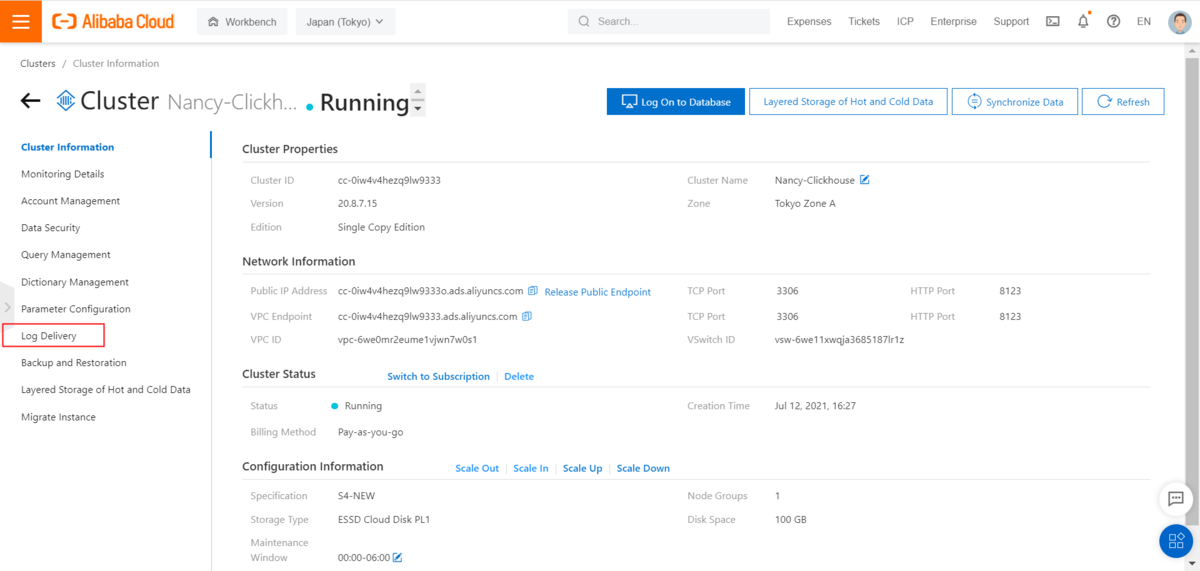 Alibaba Cloud Workbench Japan (Tokyo) Search... Expenses Tickets ICP Enterprise Support EN
Clusters / Cluster Information
Cluster Nancy-Clickh... Running Log On to Database Layered Storage of Hot and Cold Data Synchronize Data Refresh
Cluster Information
Monitoring Details
Account Management
Data Security
Query Management
Dictionary Management
Parameter Configuration
Log Delivery
Backup and Restoration
Layered Storage of Hot and Cold Data
Migrate Instance
Cluster Properties
Cluster ID cc-0iw4v4hezq9lw9333 Cluster Name Nancy-Clickhouse
Version 20.8.7.15 Zone Tokyo Zone A
Edition Single Copy Edition
Network Information
Public IP Address cc-0iw4v4hezq9lw9333o.ads.aliyuncs.com Release Public Endpoint TCP Port 3306 HTTP Port 8123
VPC Endpoint cc-0iw4v4hezq9lw9333.ads.aliyuncs.com TCP Port 3306 HTTP Port 8123
VPC ID vpc-6we0mr2eume1vjwn7w0s1 VSwitch ID vsw-6we11xwqja3685187lr1z
Cluster Status Switch to Subscription Delete
Status Running Creation Time Jul 12, 2021, 16:27
Billing Method Pay-as-you-go
Configuration Information Scale Out Scale In Scale Up Scale Down
Specification S4-NEW Node Groups 1
Storage Type ESSD Cloud Disk PL1 Disk Space 100 GB
Maintenance
Window 00:00-06:00